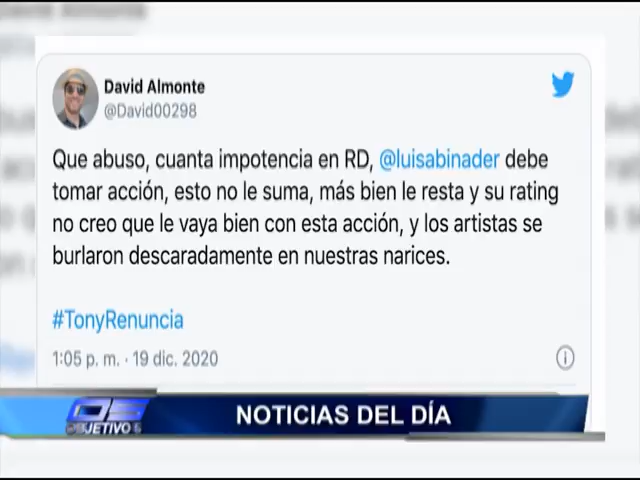 David Almonte
@David00298
Que abuso, cuanta impotencia en RD, @luisabinader debe
tomar acción, esto no le suma, más bien le resta y su rating
no creo que le vaya bien con esta acción, y los artistas se
burlaron descaradamente en nuestras narices.
#TonyRenuncia
1:05 p. m. · 19 dic. 2020
NOTICIAS DEL DÍA
OBJETIVO 5